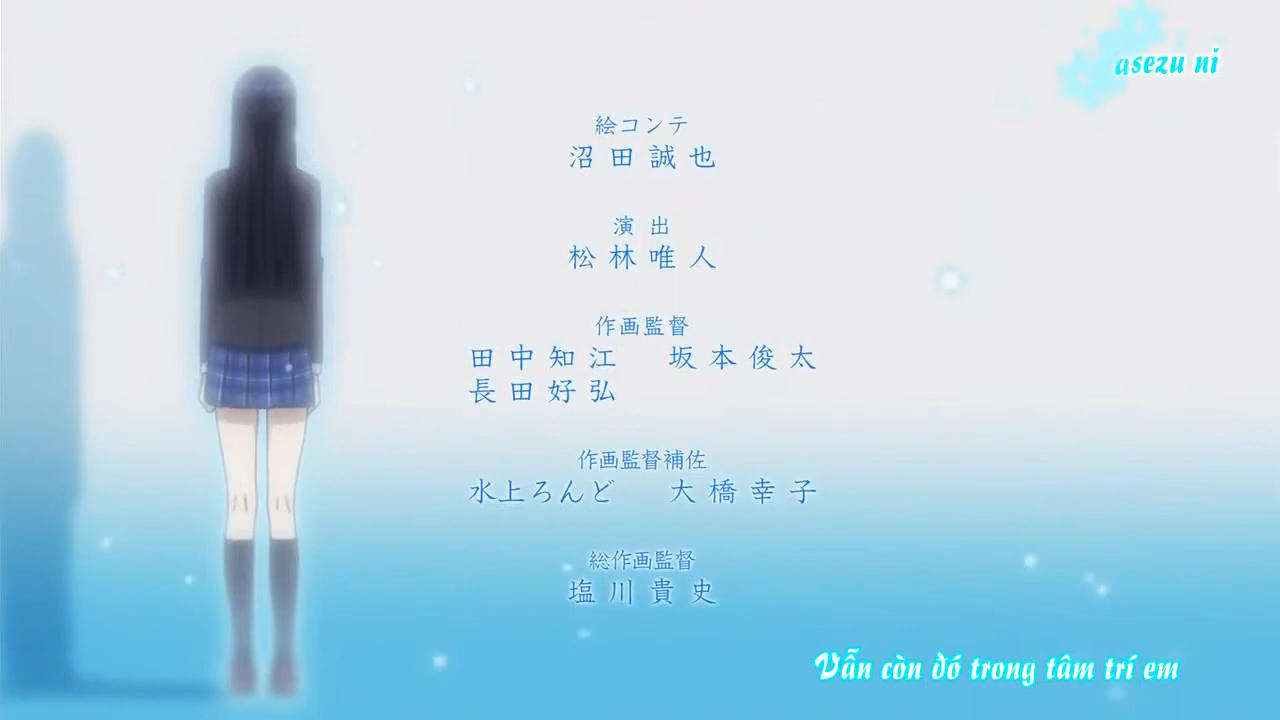 asezu ni
絵コンテ
沼田誠也
演出
松林唯人
作画監督
田中知江 坂本俊太
長田好弘
作画監督補佐
水上ろんど 大橋幸子
総作画監督
塩川貴史
Vẫn còn đó trong tâm trí em